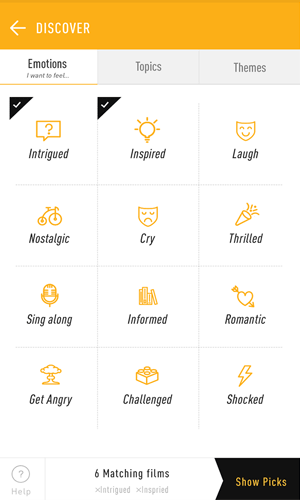 DISCOVER
Emotions Topics Themes
I want to feel...
?
Intrigued Inspired Laugh
Nostalgic Cry Thrilled
Sing along Informed Romantic
Get Angry Challenged Shocked
? 6 Matching films Show Picks
Help ×Intrigued ×Inspried